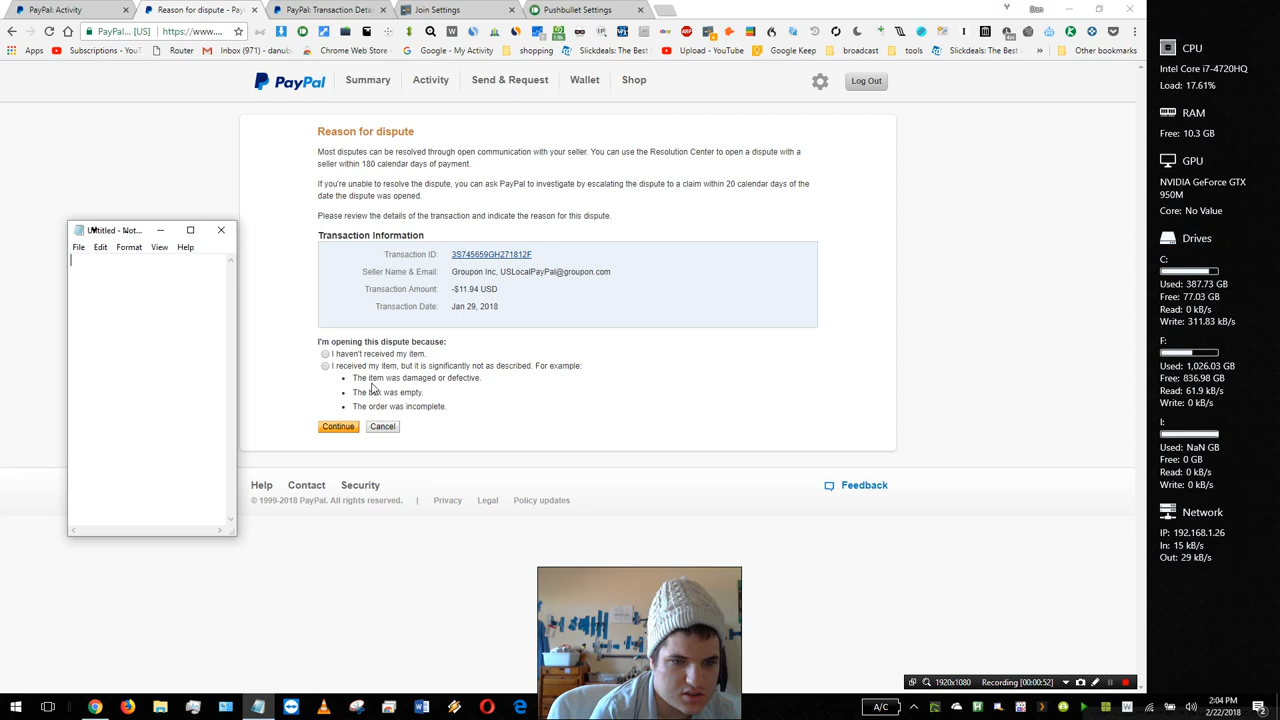 PayPal: Activity
Reason for dispute - Pay
PayPal: Transaction Deta
Join Settings
Pushbullet Settings
PayPal... [US] https://www...
Apps
Subscriptions - YouT
Router
IP Address
Chrome Web Store
Google - My Activity
shopping
Slickdeals: The Best
Upload - YouTube
Google Keep
broadcast
tools
Slickdeals: The Best
Other bookmarks
PayPal
Summary
Activity
Send & Request
Wallet
Shop
Log Out
Reason for dispute
Most disputes can be resolved through open communication with your seller. You can use the Resolution Center to open a dispute with a
seller within 180 calendar days of payment.
If you're unable to resolve the dispute, you can ask PayPal to investigate by escalating the dispute to a claim within 20 calendar days of the
date the dispute was opened.
Please review the details of the transaction and indicate the reason for this dispute.
Transaction Information
Transaction ID: 3S745659GH271812F
Seller Name & Email: Groupon Inc, USLocalPayPal@groupon.com
Transaction Amount: -$11.94 USD
Transaction Date: Jan 29, 2018
I'm opening this dispute because:
I haven't received my item.
I received my item, but it is significantly not as described. For example:
The item was damaged or defective.
The was empty.
The order was incomplete.
Continue
Cancel
Help
Contact
Security
Feedback
© 1999-2018 PayPal. All rights reserved.
Privacy
Legal
Policy updates
Untitled - Not...
File
Edit
Format
View
Help
CPU
Intel Core i7-4720HQ
Load: 17.61%
RAM
Free: 10.3 GB
GPU
NVIDIA GeForce GTX
950M
Core: No Value
Drives
C:
Used: 387.73 GB
Free: 77.03 GB
Read: 0 kB/s
Write: 311.83 kB/s
F:
Used: 1,026.03 GB
Free: 836.98 GB
Read: 61.9 kB/s
Write: 0 kB/s
I:
Used: NaN GB
Free: 0 GB
Read: 0 kB/s
Write: 0 kB/s
Network
IP: 192.168.1.26
In: 15 kB/s
Out: 29 kB/s
1920x1080
Recording [00:00:52]
A/C
2:04 PM
2/22/2018